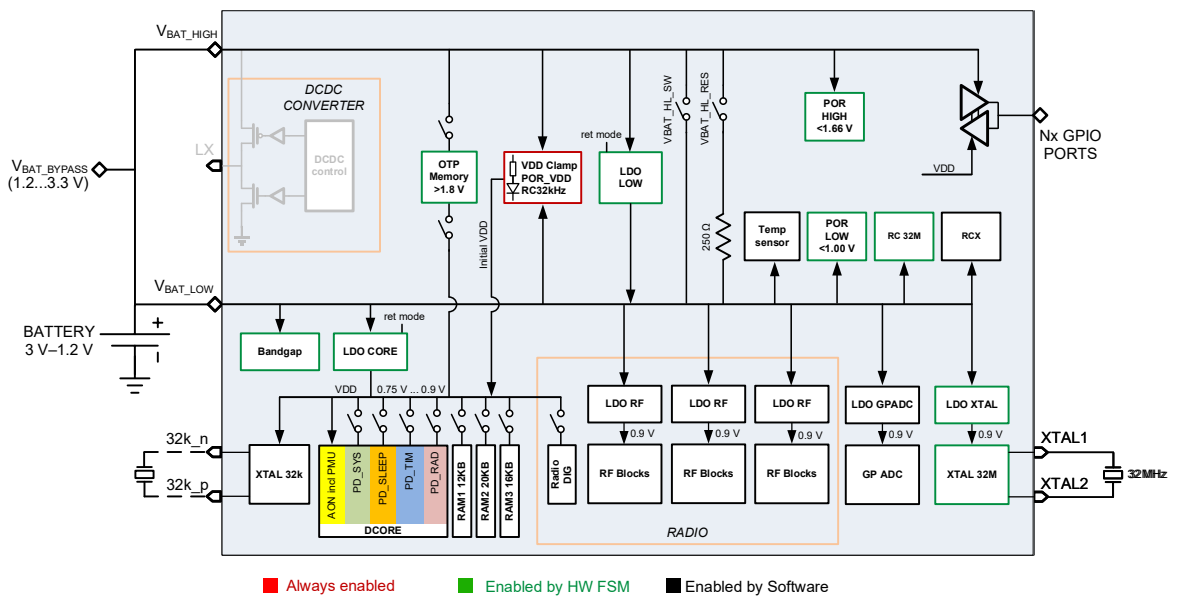 VBAT_HIGH
DCDC
CONVERTER
LX
DCDC
control
VBAT_BYPASS
(1.2...3.3 V)
OTP
Memory
>1.8 V
VDD Clamp
POR_VDD
RC32kHz
ret mode
LDO
LOW
VBAT_HL_SW
VBAT_HL_RES
POR
HIGH
<1.66 V
Nx GPIO
PORTS
VDD
Initial VDD
250 Ω
Temp
sensor
POR
LOW
<1.00 V
RC 32M
RCX
VBAT_LOW
BATTERY
3 V–1.2 V
+
I
Bandgap
ret mode
LDO CORE
VDD
0.75 V ... 0.9 V
LDO RF
LDO RF
LDO RF
LDO GPADC
LDO XTAL
0.9 V
0.9 V
0.9 V
0.9 V
0.9 V
32k_n
32k_p
XTAL 32k
AON incl PMU
PD_SYS
PD_SLEEP
PD_TIM
PD_RAD
DCORE
RAM1 12KB
RAM2 20KB
RAM3 16KB
Radio
DIG
RF Blocks
RF Blocks
RF Blocks
GP ADC
XTAL 32M
XTAL1
XTAL2
32MHz
RADIO
Always enabled
Enabled by HW FSM
Enabled by Software